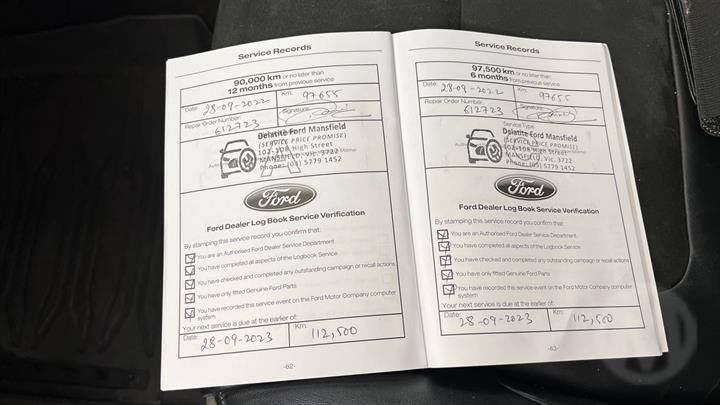 Service Records
90,000 km or no later than
12 months from previous service
Date: 28-09-2022 Km: 97655
Repair Order Number: 612723 Signature:
Delatite Ford Mansfield
(SERVICE PRICE PROMISE)
102-108 High Street
MANSFIELD, Vic. 3722
Phone: (03) 5779 1452
Ford
Ford Dealer Log Book Service Verification
By stamping this service record you confirm that:
You are an Authorised Ford Dealer Service Department
You have completed all aspects of the Logbook Service
You have checked and completed any outstanding campaign or recall actions
You have only fitted Genuine Ford Parts
You have recorded this service event on the Ford Motor Company computer
system
Your next service is due at the earlier of:
Date: 28-09-2023 Km: 112,500
-62-
Service Records
97,500 km or no later than
6 months from previous service
Date: 28-09-2022 Km: 97655
Repair Order Number: 612723 Signature:
Service Type:
Delatite Ford Mansfield
(SERVICE PRICE PROMISE)
102-108 High Street
MANSFIELD, Vic. 3722
Phone: (03) 5779 1452
Ford
Ford Dealer Log Book Service Verification
By stamping this service record you confirm that:
You are an Authorised Ford Dealer Service Department
You have completed all aspects of the Logbook Service
You have checked and completed any outstanding campaign or recall actions
You have only fitted Genuine Ford Parts
You have recorded this service event on the Ford Motor Company computer
system
Your next service is due at the earlier of:
Date: 28-09-2023 Km: 112,500
-63-